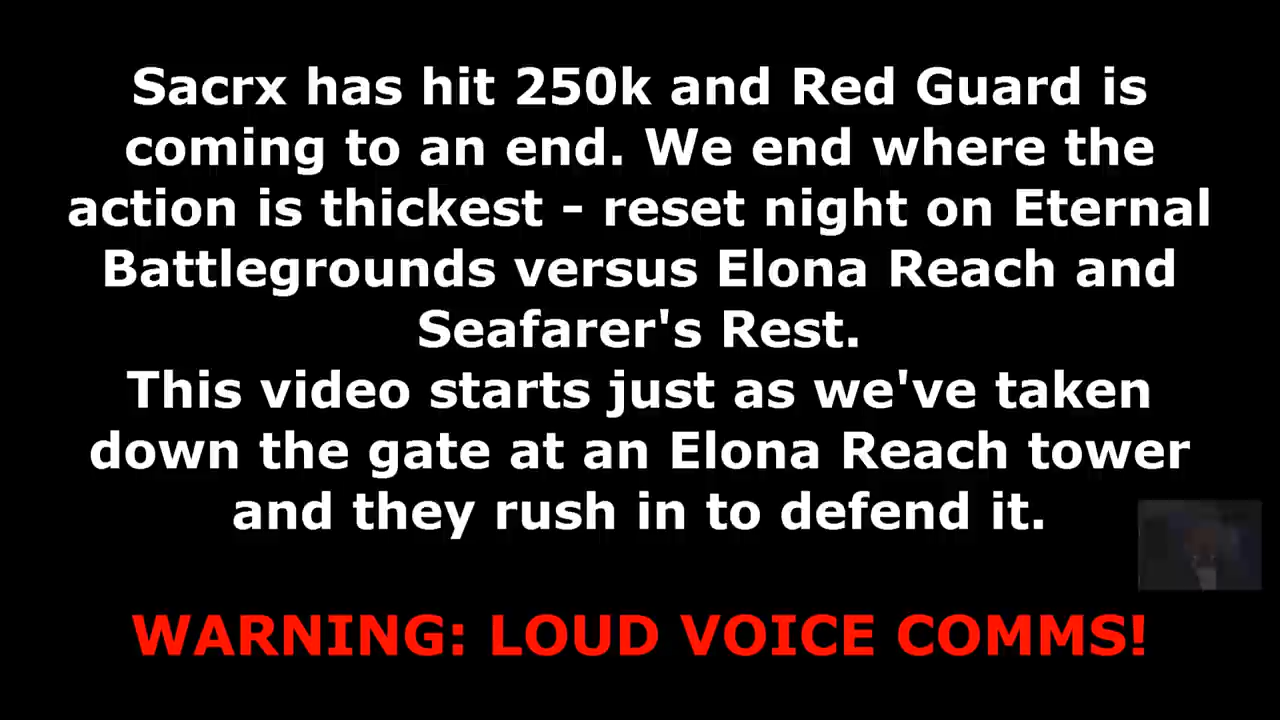 Sacrx has hit 250k and Red Guard is
coming to an end. We end where the
action is thickest - reset night on Eternal
Battlegrounds versus Elona Reach and
Seafarer's Rest.
This video starts just as we've taken
down the gate at an Elona Reach tower
and they rush in to defend it.
WARNING: LOUD VOICE COMMS!